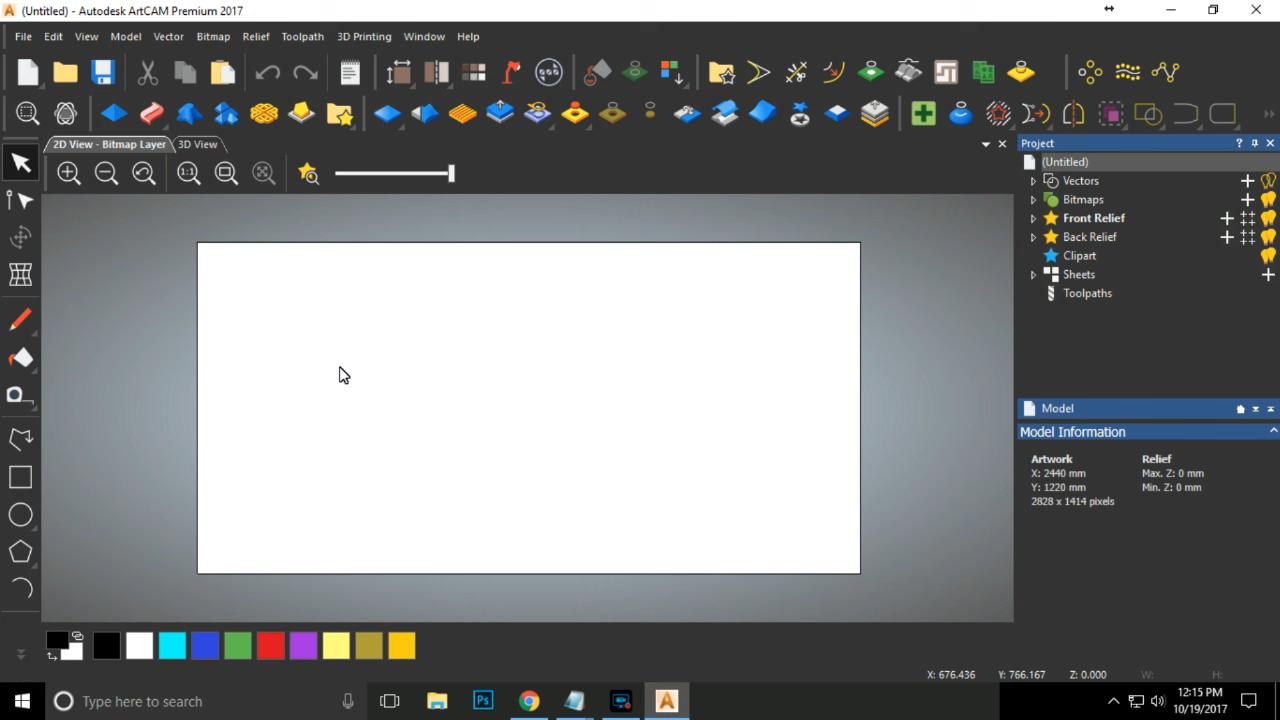 (Untitled) - Autodesk ArtCAM Premium 2017
File Edit View Model Vector Bitmap Relief Toolpath 3D Printing Window Help
2D View - Bitmap Layer 3D View
1:1
Project
(Untitled)
Vectors
Bitmaps
Front Relief
Back Relief
Clipart
Sheets
Toolpaths
Model
Model Information
Artwork Relief
X: 2440 mm Max. Z: 0 mm
Y: 1220 mm Min. Z: 0 mm
2828 x 1414 pixels
X: 676.436 Y: 766.167 Z: 0.000 W: H:
Type here to search
Ps
A
12:15 PM
10/19/2017